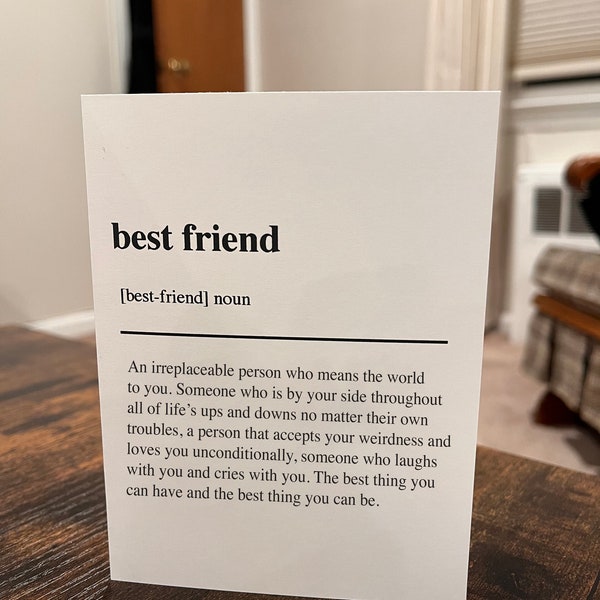 best friend
[best-friend] noun
An irreplaceable person who means the world
to you. Someone who is by your side throughout
all of life’s ups and downs no matter their own
troubles, a person that accepts your weirdness and
loves you unconditionally, someone who laughs
with you and cries with you. The best thing you
can have and the best thing you can be.